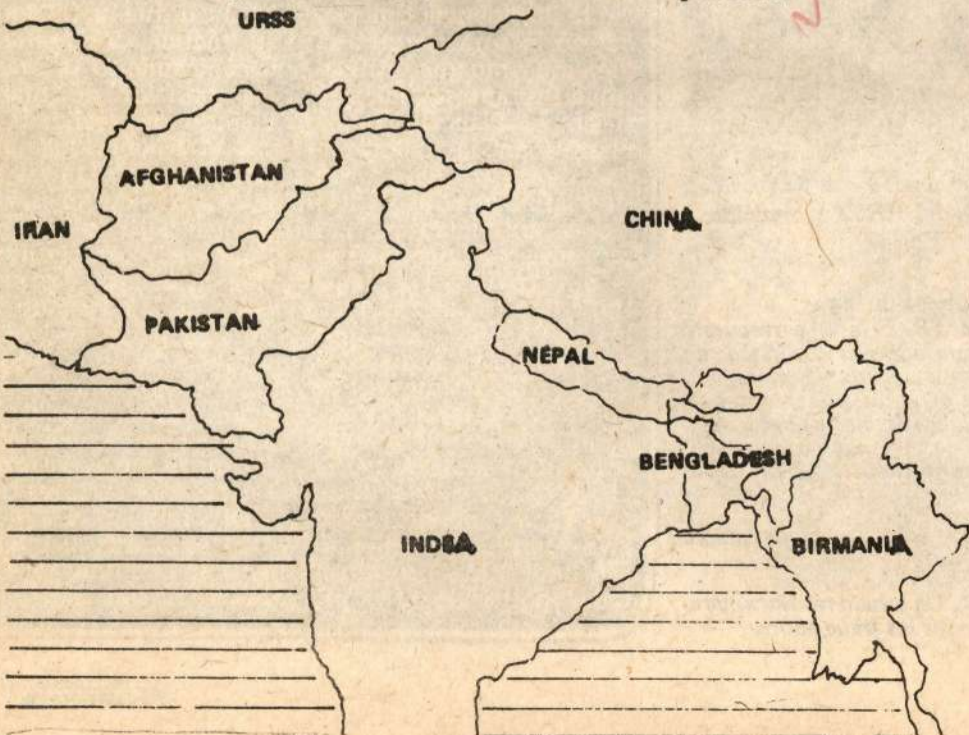 URSS
AFGHANISTAN
IRAN
CHINA
PAKISTAN
NEPAL
BENGLADESH
INDIA
BIRMANIA